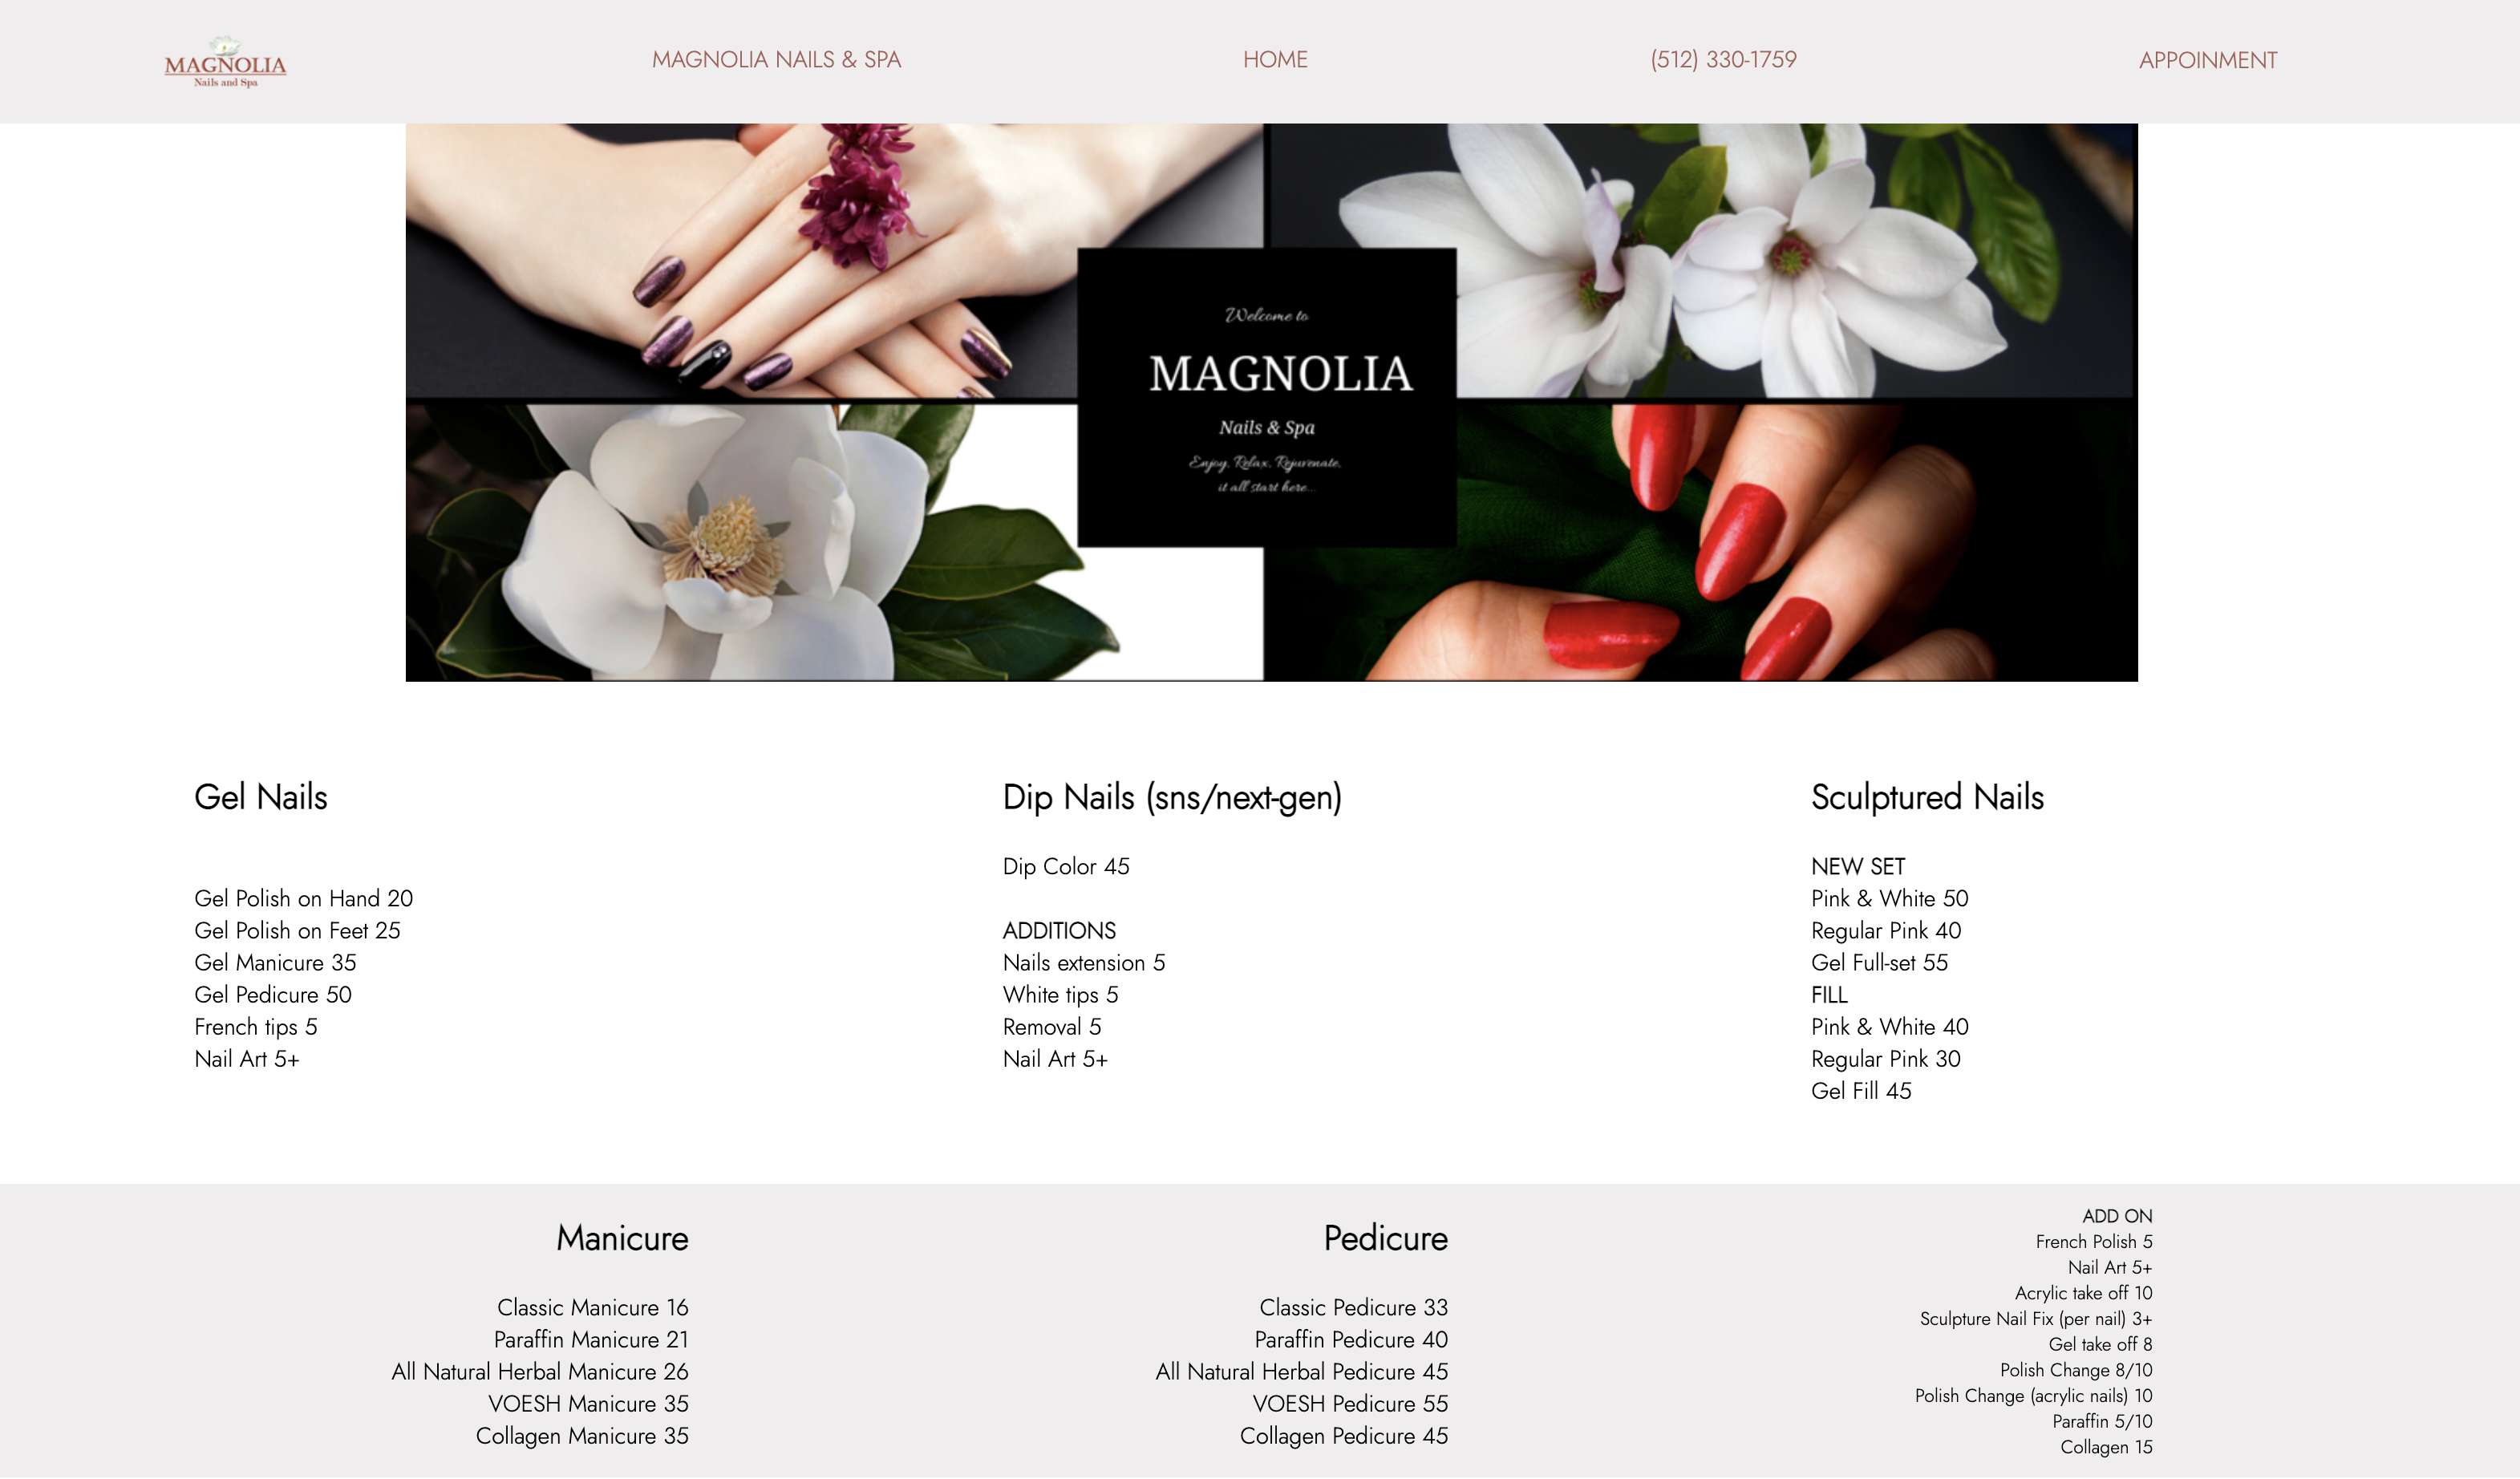 MAGNOLIA
Nails and Spa
MAGNOLIA NAILS & SPA
HOME
(512) 330-1759
APPOINMENT
Welcome to
MAGNOLIA
Nails & Spa
Enjoy, Relax, Rejuvenate,
it all start here...
Gel Nails
Gel Polish on Hand 20
Gel Polish on Feet 25
Gel Manicure 35
Gel Pedicure 50
French tips 5
Nail Art 5+
Dip Nails (sns/next-gen)
Dip Color 45
ADDITIONS
Nails extension 5
White tips 5
Removal 5
Nail Art 5+
Sculptured Nails
NEW SET
Pink & White 50
Regular Pink 40
Gel Full-set 55
FILL
Pink & White 40
Regular Pink 30
Gel Fill 45
Manicure
Classic Manicure 16
Paraffin Manicure 21
All Natural Herbal Manicure 26
VOESH Manicure 35
Collagen Manicure 35
Pedicure
Classic Pedicure 33
Paraffin Pedicure 40
All Natural Herbal Pedicure 45
VOESH Pedicure 55
Collagen Pedicure 45
ADD ON
French Polish 5
Nail Art 5+
Acrylic take off 10
Sculpture Nail Fix (per nail) 3+
Gel take off 8
Polish Change 8/10
Polish Change (acrylic nails) 10
Paraffin 5/10
Collagen 15